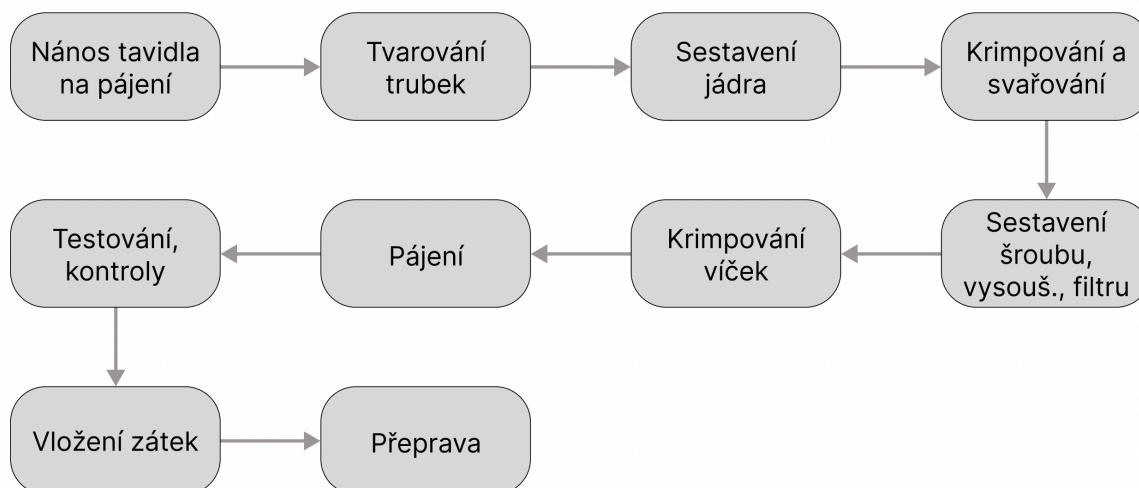 Nános tavidla
na pájení
Tvarování
trubek
Sestavení
jádra
Krimpování a
svařování
Sestavení
šroubu,
vysouš., filtru
Krimpování
víček
Pájení
Testování,
kontroly
Vložení zátek
Přeprava